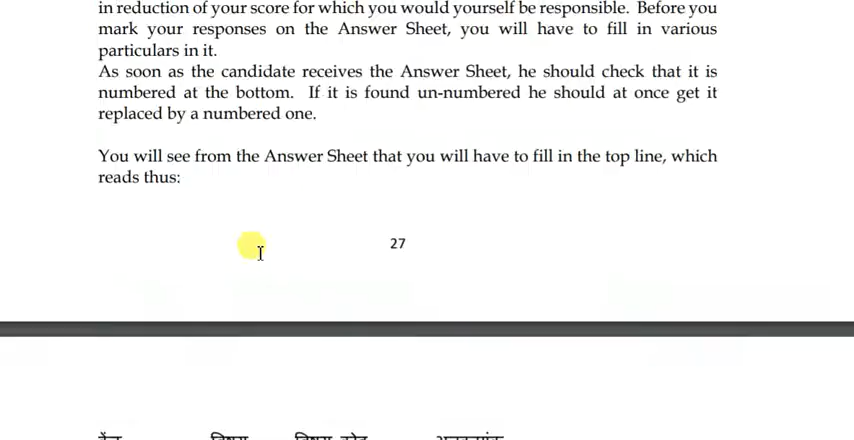 in reduction of your score for which you would yourself be responsible. Before you
mark your responses on the Answer Sheet, you will have to fill in various
particulars in it.
As soon as the candidate receives the Answer Sheet, he should check that it is
numbered at the bottom. If it is found un-numbered he should at once get it
replaced by a numbered one.
You will see from the Answer Sheet that you will have to fill in the top line, which
reads thus:
27
विषय विषय कोड अनुक्रमांक